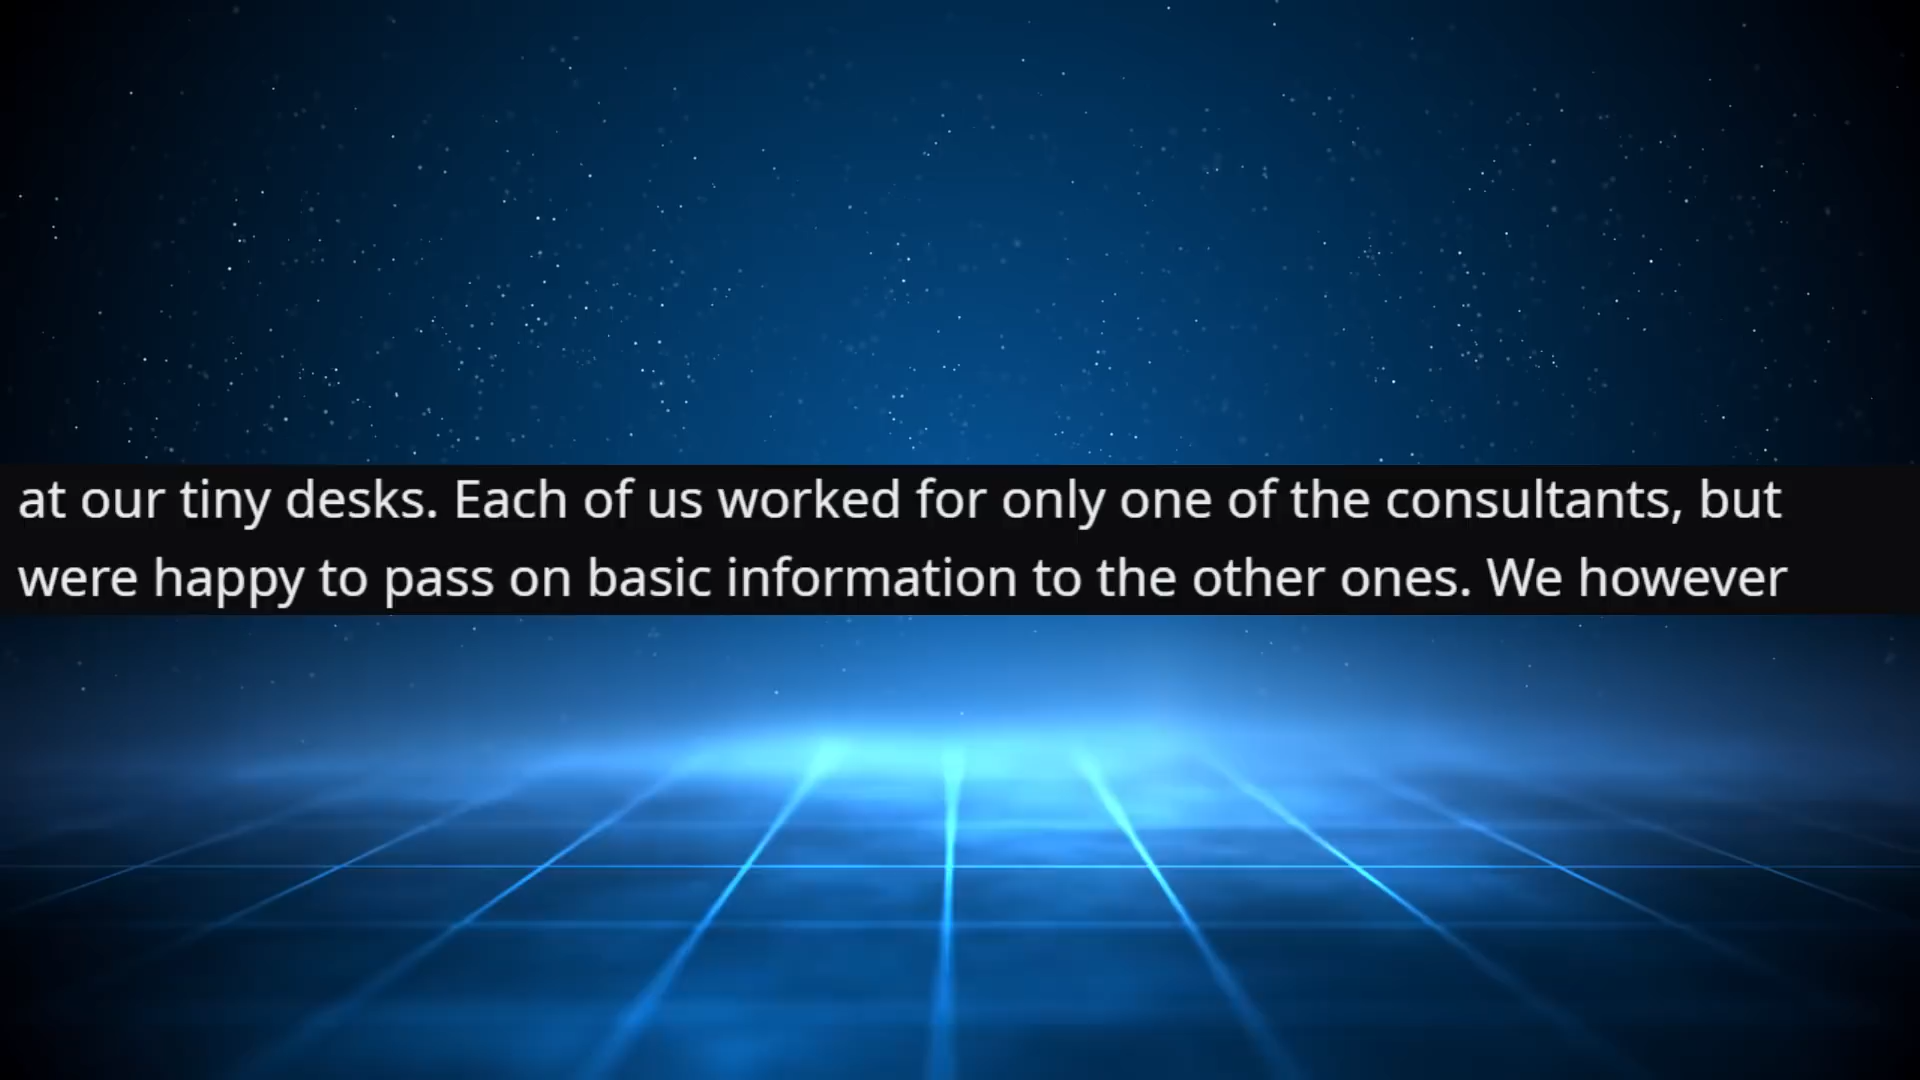 at our tiny desks. Each of us worked for only one of the consultants, but
were happy to pass on basic information to the other ones. We however